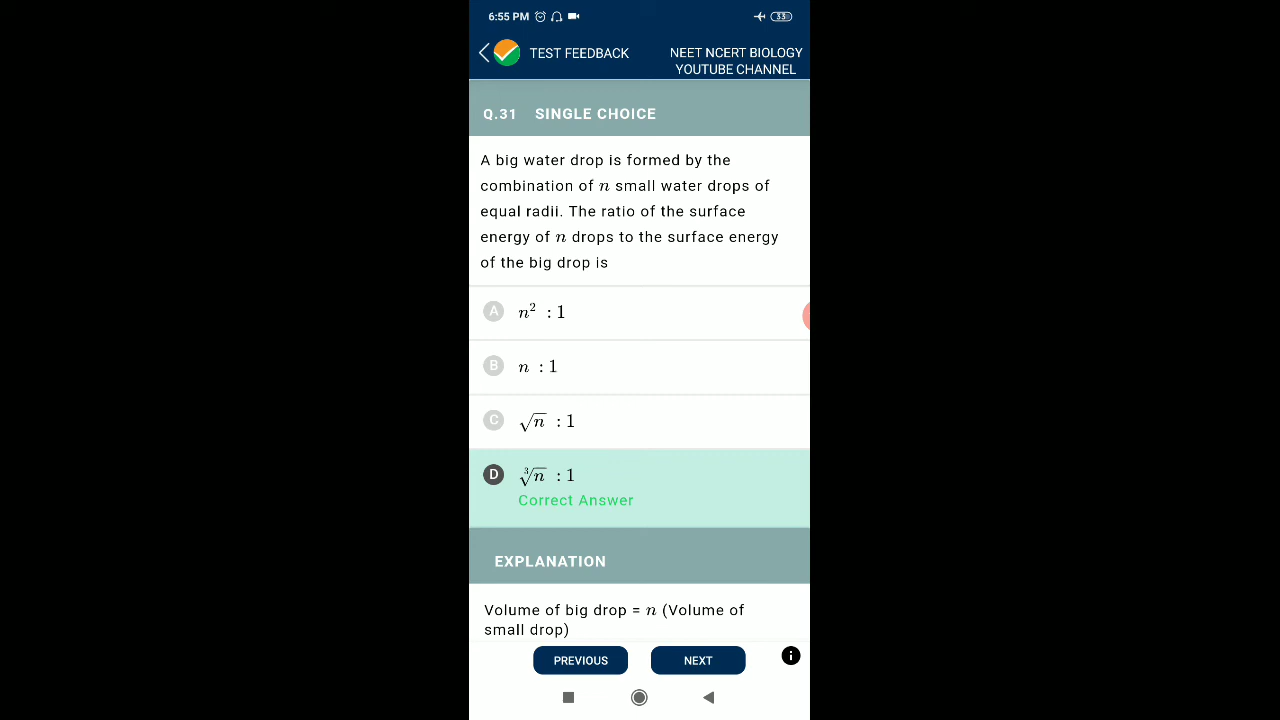 6:55 PM 33
TEST FEEDBACK
NEET NCERT BIOLOGY
YOUTUBE CHANNEL
Q.31 SINGLE CHOICE
A big water drop is formed by the
combination of n small water drops of
equal radii. The ratio of the surface
energy of n drops to the surface energy
of the big drop is
A n² : 1
B n : 1
C √n : 1
D ∛n : 1
Correct Answer
EXPLANATION
Volume of big drop = n (Volume of
small drop)
PREVIOUS NEXT i